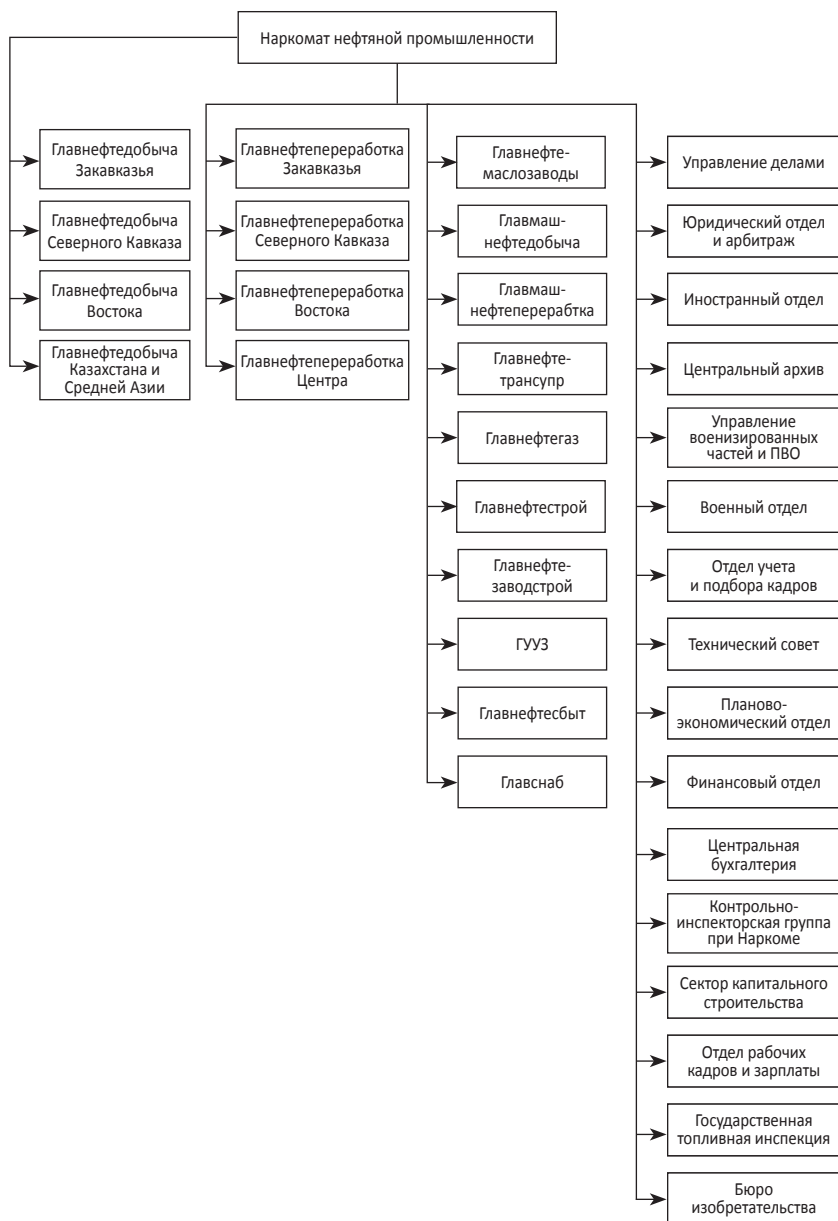 Наркомат нефтяной промышленности
Главнефтедобыча
Закавказья
Главнефтедобыча
Северного Кавказа
Главнефтедобыча
Востока
Главнефтедобыча
Казахстана и
Средней Азии
Главнефтепереработка
Закавказья
Главнефтепереработка
Северного Кавказа
Главнефтепереработка
Востока
Главнефтепереработка
Центра
Главнефте-
маслозаводы
Главмаш-
нефтедобыча
Главмаш-
нефтеперерабтка
Главнефте-
трансупр
Главнефтегаз
Главнефтестрой
Главнефте-
заводстрой
ГУУЗ
Главнефтесбыт
Главснаб
Управление делами
Юридический отдел
и арбитраж
Иностранный отдел
Центральный архив
Управление
военизированных
частей и ПВО
Военный отдел
Отдел учета
и подбора кадров
Технический совет
Планово-
экономический отдел
Финансовый отдел
Центральная
бухгалтерия
Контрольно-
инспекторская группа
при Наркоме
Сектор капитального
строительства
Отдел рабочих
кадров и зарплаты
Государственная
топливная инспекция
Бюро
изобретательства